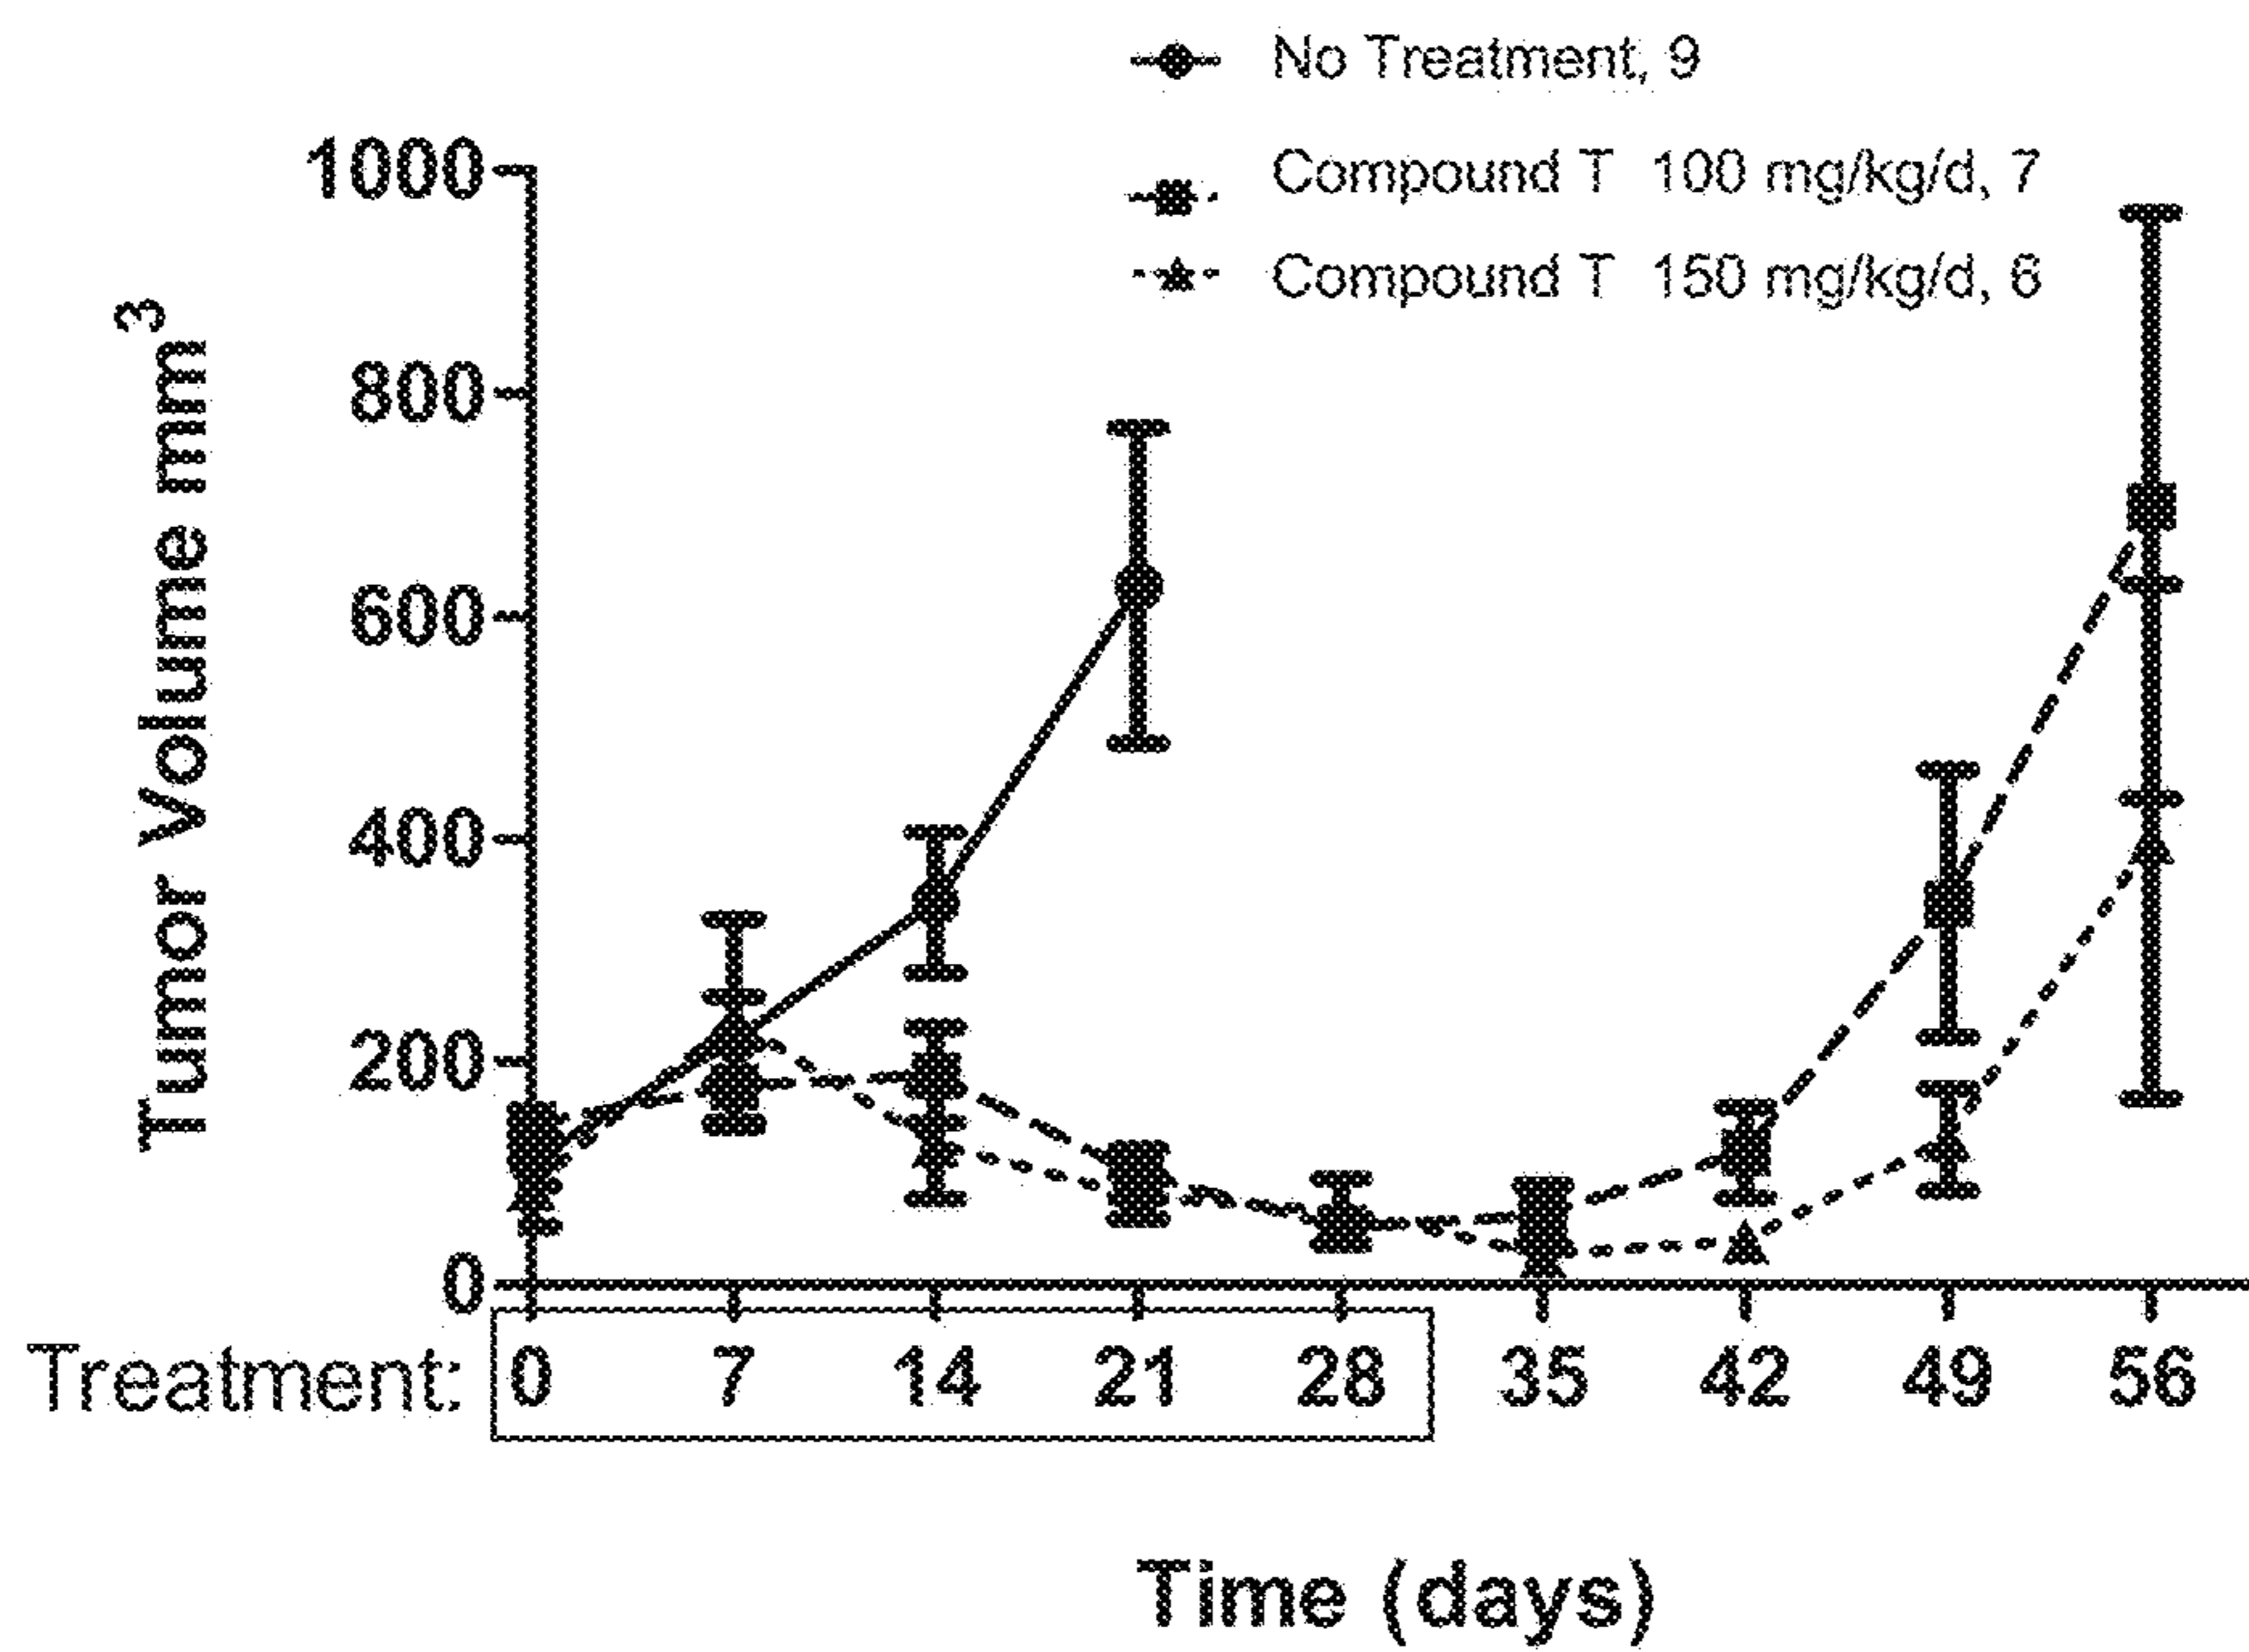 No Treatment, 9
Compound T 100 mg/kg/d, 7
Compound T 150 mg/kg/d, 6
Tumor Volume mm³
1000
800
600
400
200
0
Treatment: 0 7 14 21 28 35 42 49 56
Time (days)